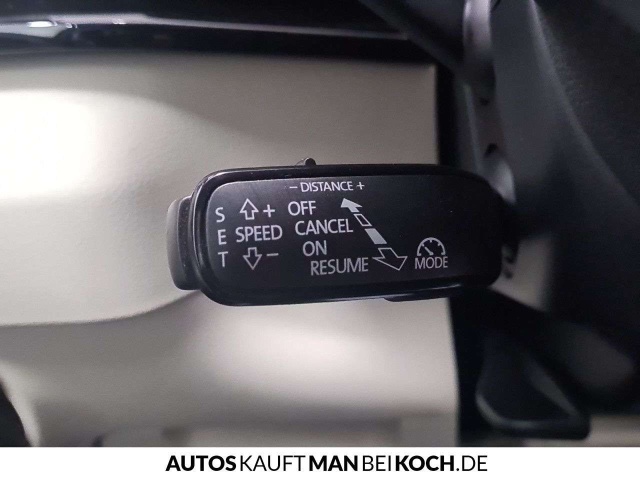 − DISTANCE +
S + OFF
E SPEED CANCEL
T − ON
RESUME MODE
AUTOSKAUFTMANBEIKOCH.DE